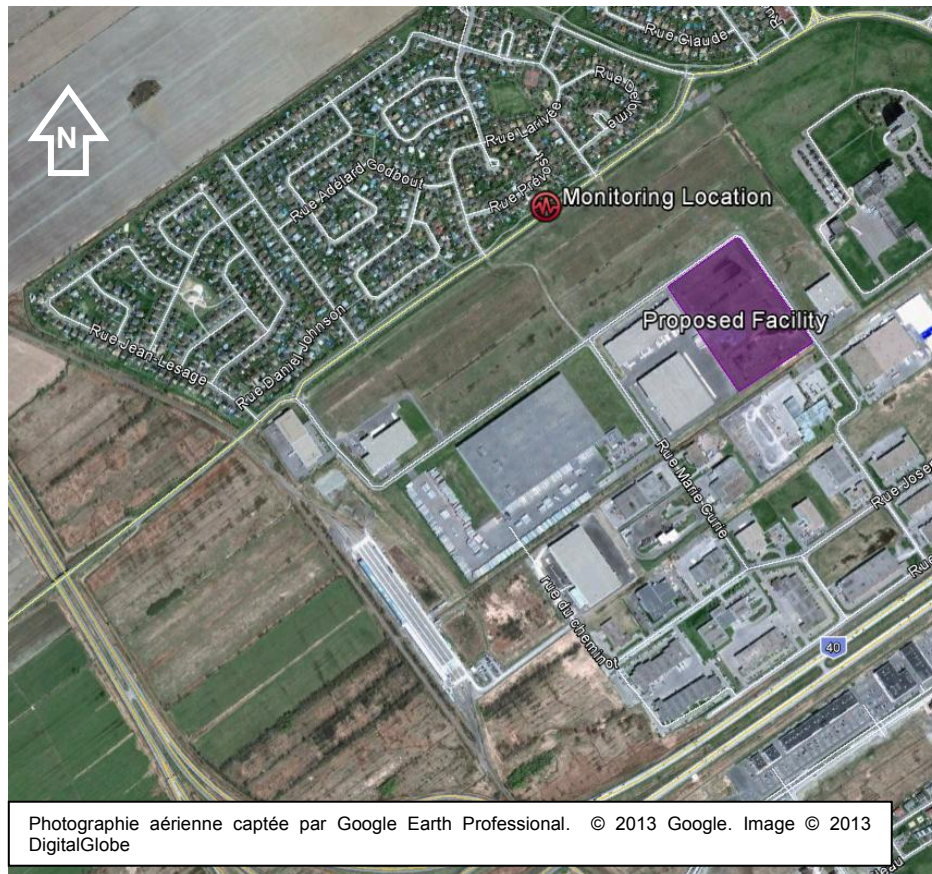 Rue Claude
N
Rue Delorme
Rue Larivée
Rue Adélard Godbout
Rue Prévost
Monitoring Location
Proposed Facility
Rue Jean-Lesage
Rue Daniel Johnson
Rue Marie Curie
Rue
rue du cheminot
40
Photographie aérienne captée par Google Earth Professional. © 2013 Google. Image © 2013
DigitalGlobe